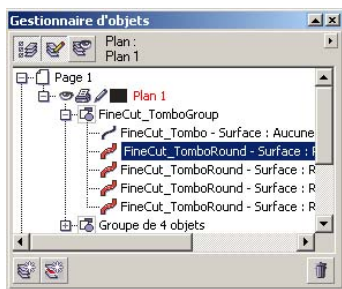 Gestionnaire d'objets
Plan :
Plan 1
Page 1
Plan 1
FineCut_TomboGroup
FineCut_Tombo - Surface : Aucune
FineCut_TomboRound - Surface :
FineCut_TomboRound - Surface : R
FineCut_TomboRound - Surface : R
FineCut_TomboRound - Surface : R
Groupe de 4 objets